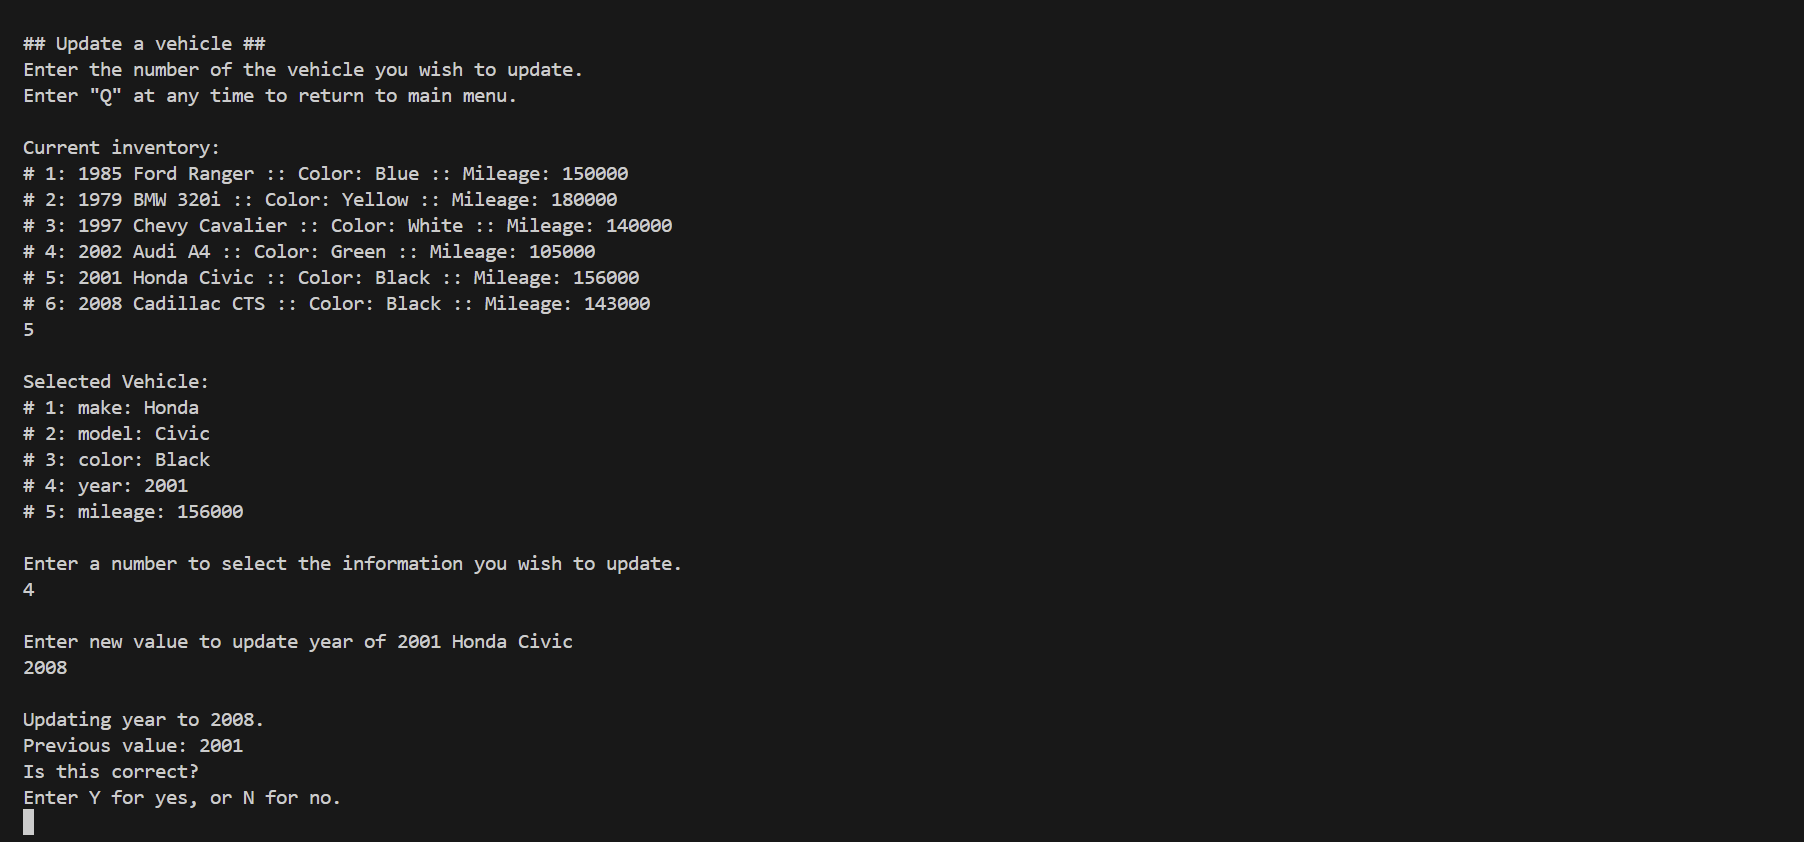 ## Update a vehicle ##
Enter the number of the vehicle you wish to update.
Enter "Q" at any time to return to main menu.
Current inventory:
# 1: 1985 Ford Ranger :: Color: Blue :: Mileage: 150000
# 2: 1979 BMW 320i :: Color: Yellow :: Mileage: 180000
# 3: 1997 Chevy Cavalier :: Color: White :: Mileage: 140000
# 4: 2002 Audi A4 :: Color: Green :: Mileage: 105000
# 5: 2001 Honda Civic :: Color: Black :: Mileage: 156000
# 6: 2008 Cadillac CTS :: Color: Black :: Mileage: 143000
5
Selected Vehicle:
# 1: make: Honda
# 2: model: Civic
# 3: color: Black
# 4: year: 2001
# 5: mileage: 156000
Enter a number to select the information you wish to update.
4
Enter new value to update year of 2001 Honda Civic
2008
Updating year to 2008.
Previous value: 2001
Is this correct?
Enter Y for yes, or N for no.